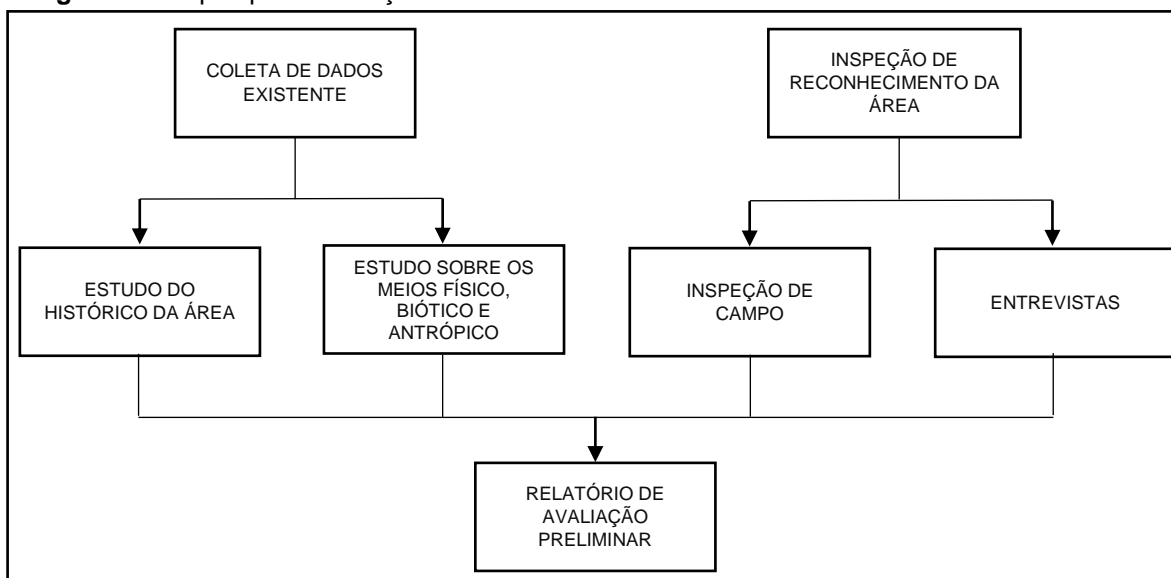 COLETA DE DADOS
EXISTENTE
INSPEÇÃO DE
RECONHECIMENTO DA
ÁREA
ESTUDO DO
HISTÓRICO DA ÁREA
ESTUDO SOBRE OS
MEIOS FÍSICO,
BIÓTICO E
ANTRÓPICO
INSPEÇÃO DE
CAMPO
ENTREVISTAS
RELATÓRIO DE
AVALIAÇÃO
PRELIMINAR